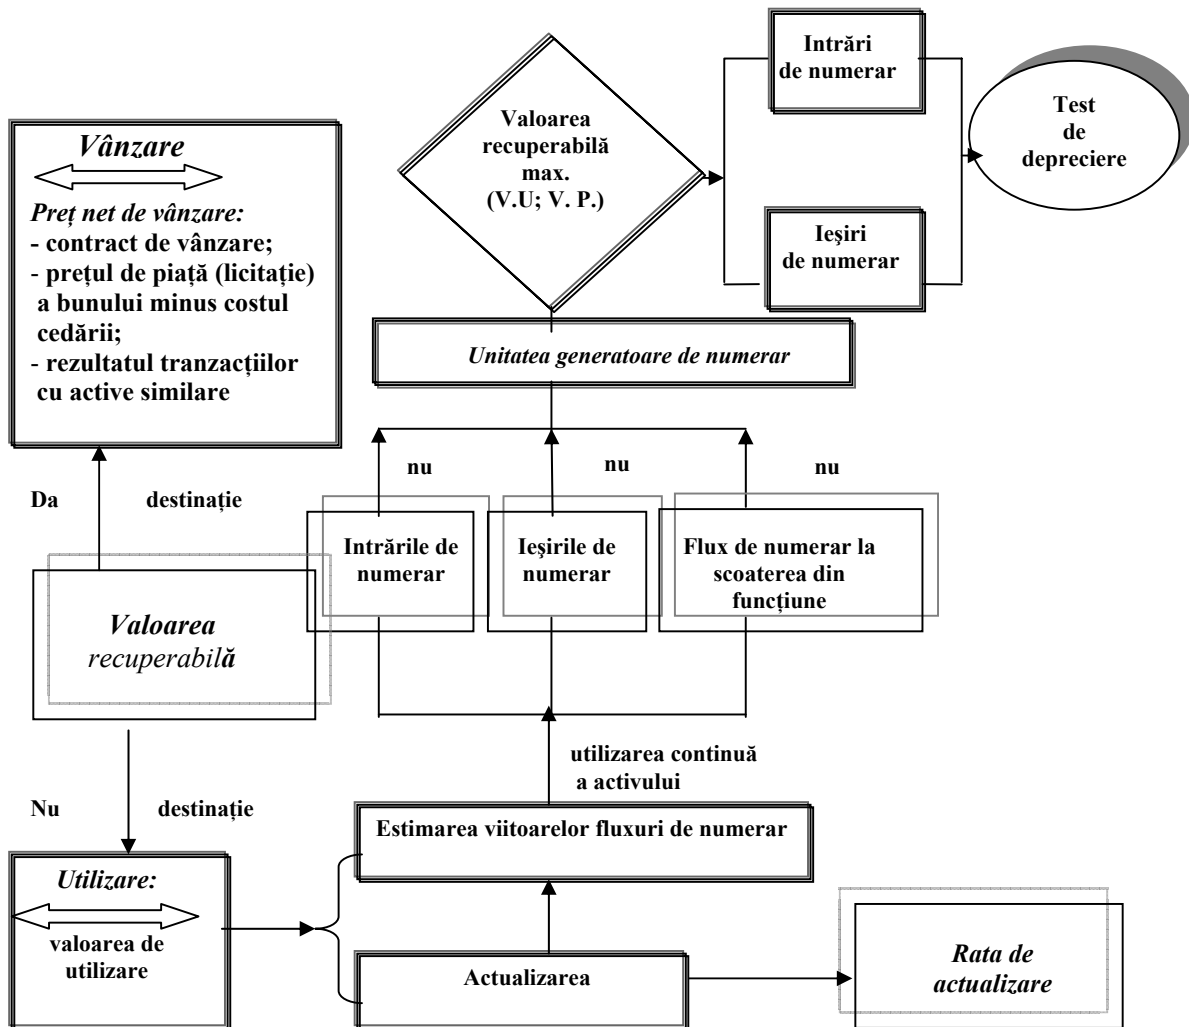 Intrări
de numerar
Valoarea
recuperabilă
max.
(V.U; V. P.)
Test
de
depreciere
Ieşiri
de numerar
Vânzare
Preț net de vânzare:
- contract de vânzare;
- prețul de piață (licitație)
a bunului minus costul
cedării;
- rezultatul tranzacțiilor
cu active similare
Unitatea generatoare de numerar
nu
nu
nu
Da
destinație
Intrările de
numerar
Ieşirile de
numerar
Flux de numerar la
scoaterea din
funcțiune
Valoarea
recuperabilă
utilizarea continuă
a activului
Nu
destinație
Estimarea viitoarelor fluxuri de numerar
Utilizare:
valoarea de
utilizare
Actualizarea
Rata de
actualizare